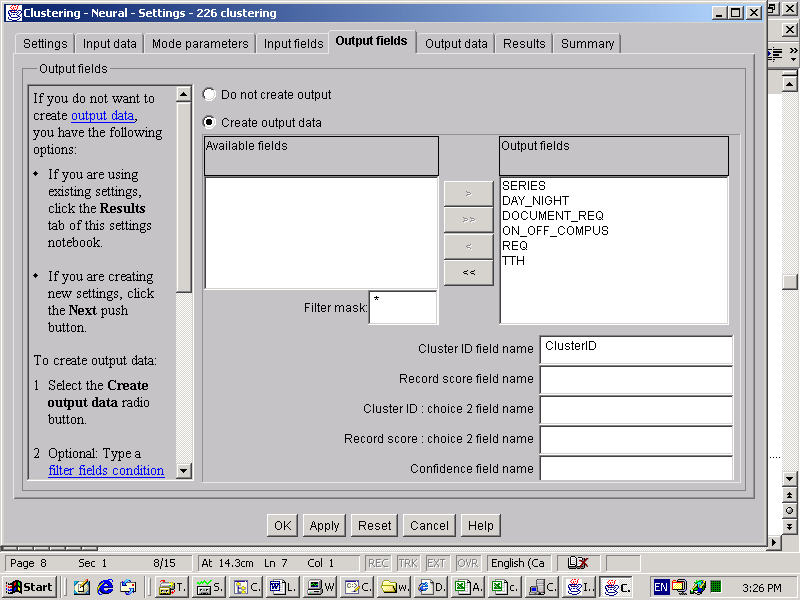 Clustering - Neural - Settings - 226 clustering
Settings
Input data
Mode parameters
Input fields
Output fields
Output data
Results
Summary
Output fields
If you do not want to
create output data,
you have the following
options:
If you are using
existing settings,
click the Results
tab of this settings
notebook.
If you are creating
new settings, click
the Next push
button.
To create output data:
1 Select the Create
output data radio
button.
2 Optional: Type a
filter fields condition
Do not create output
Create output data
Available fields
Filter mask: *
>
>>
<
<<
Output fields
SERIES
DAY_NIGHT
DOCUMENT_REQ
ON_OFF_COMPUS
REQ
TTH
Cluster ID field name ClusterID
Record score field name
Cluster ID : choice 2 field name
Record score : choice 2 field name
Confidence field name
OK Apply Reset Cancel Help
Page 8 Sec 1 8/15 At 14.3cm Ln 7 Col 1 REC TRK EXT OVR English (Ca
Start T. S. C. L. W C. w. D. A. c. C. I. C. EN 3:26 PM